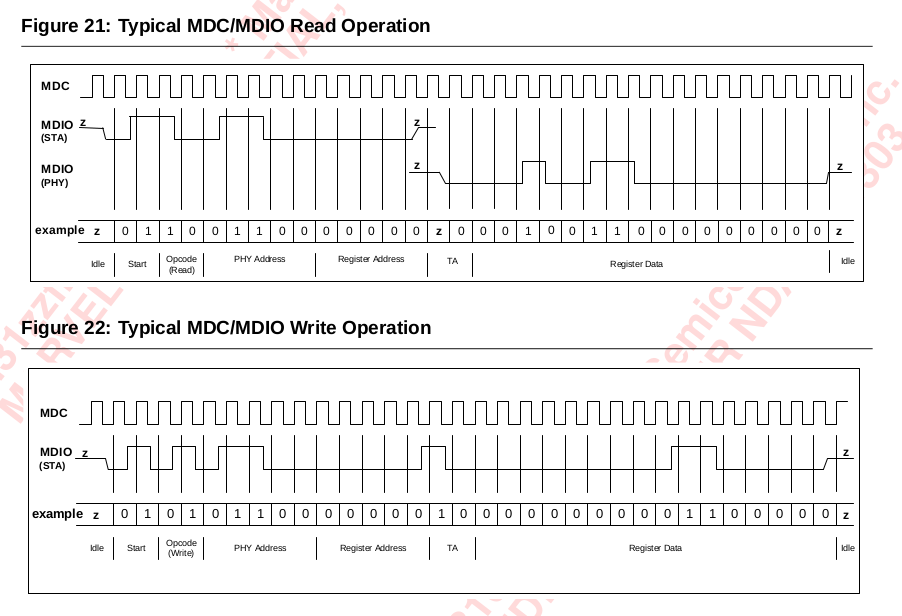 Figure 21: Typical MDC/MDIO Read Operation
MDC
MDIO z z
(STA)
MDIO z z
(PHY)
example z 0 1 1 0 0 1 1 0 0 0 0 0 0 0 z 0 0 0 1 0 0 1 1 0 0 0 0 0 0 0 0 0 z
Idle Start Opcode (Read) PHY Address Register Address TA Register Data Idle
Figure 22: Typical MDC/MDIO Write Operation
MDC
MDIO z z
(STA)
example z 0 1 0 1 0 1 1 0 0 0 0 0 0 0 1 0 0 0 0 0 0 0 0 0 0 1 1 0 0 0 0 0 z
Idle Start Opcode (Write) PHY Address Register Address TA Register Data Idle